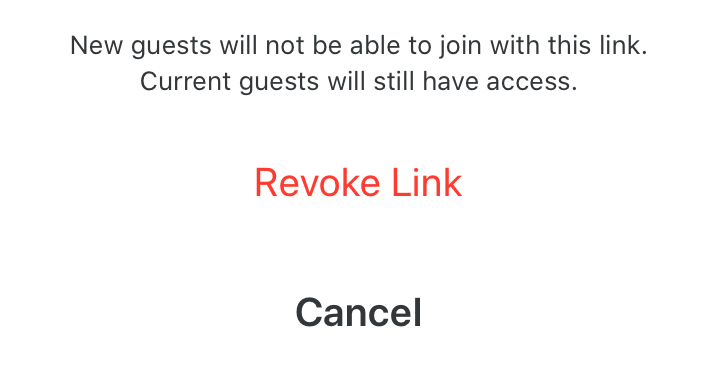 New guests will not be able to join with this link.
Current guests will still have access.
Revoke Link
Cancel